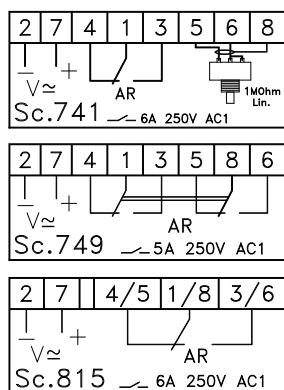 2 7 4 1 3 5 6 8
− V≃ + AR 1MOhm
Lin.
Sc.741 6A 250V AC1
2 7 4 1 3 5 8 6
− V≃ + AR
Sc.749 5A 250V AC1
2 7 4/5 1/8 3/6
− V≃ + AR
Sc.815 6A 250V AC1